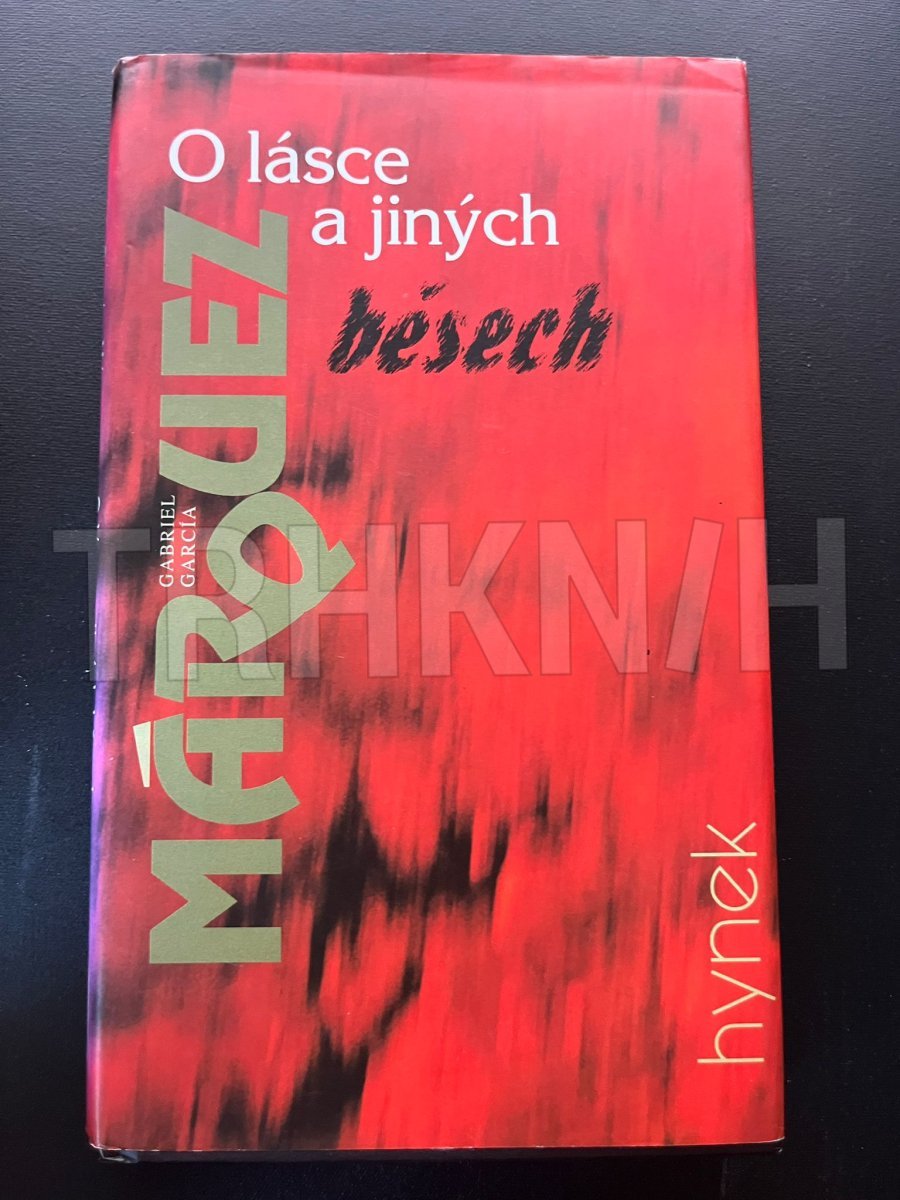 O lásce
a jiných
běsech
GABRIEL
GARCÍA
MÁRQUEZ
hynek
TRHKNIH